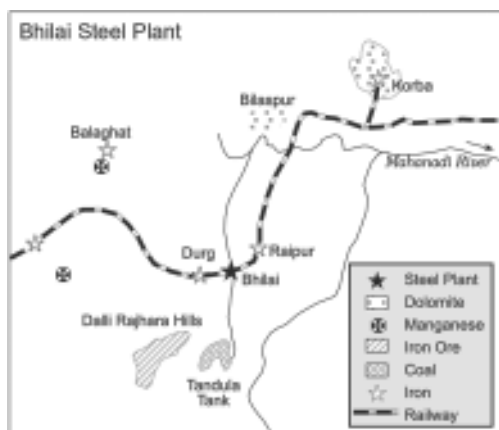 Bhilai Steel Plant
Korba
Bilaspur
Balaghat
Mahanadi River
Durg
Raipur
Bhilai
Dalli Rajhara Hills
Tandula
Tank
Steel Plant
Dolomite
Manganese
Iron Ore
Coal
Iron
Railway